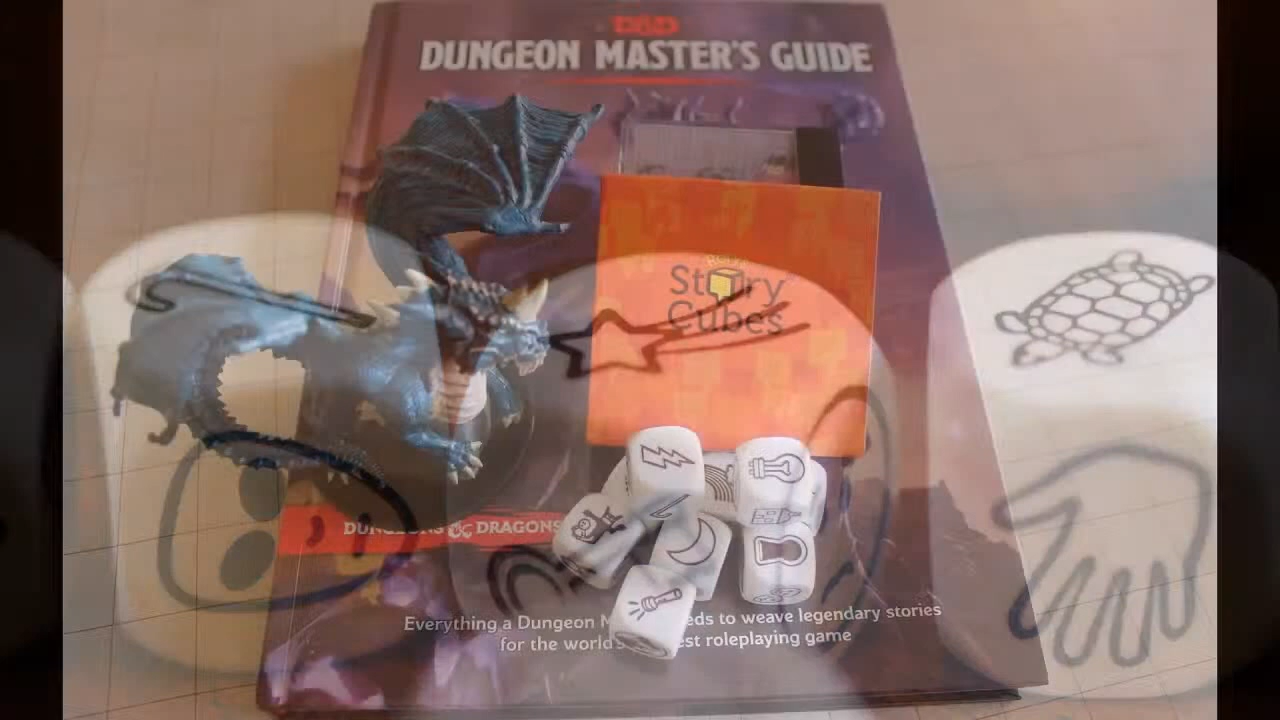 D&D
DUNGEON MASTER'S GUIDE
RORY'S
Story
Cubes
DUNGEONS & DRAGONS
Everything a Dungeon M eds to weave legendary stories
for the world's est roleplaying game